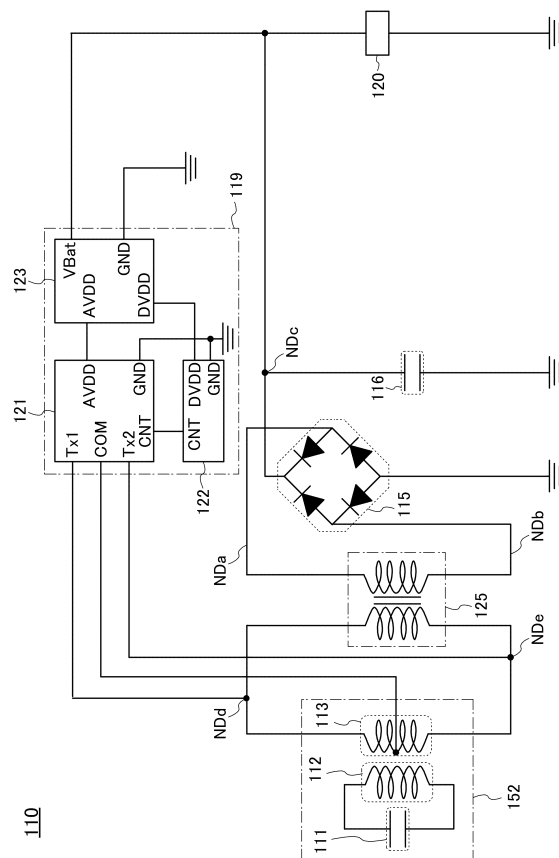 110
123
VBat
AVDD
GND
DVDD
119
121
Tx1
COM
Tx2
CNT
AVDD
GND
CNT
DVDD
GND
122
120
NDc
116
115
NDa
NDb
125
NDd
NDe
113
112
111
152